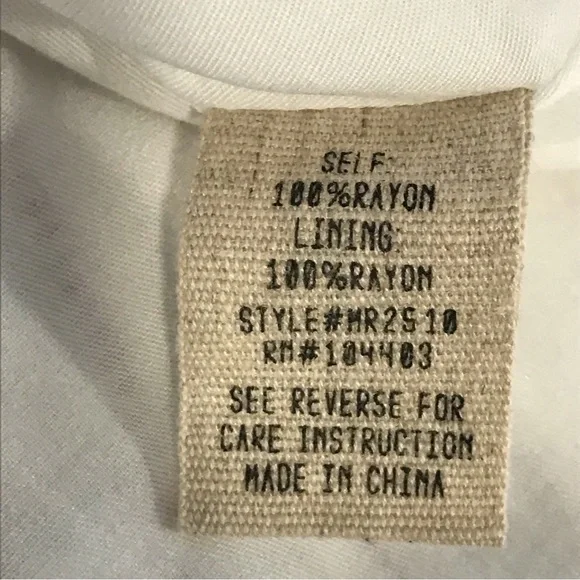 SELF:
100%RAYON
LINING:
100%RAYON
STYLE#MR2510
RN#104403
SEE REVERSE FOR
CARE INSTRUCTION
MADE IN CHINA